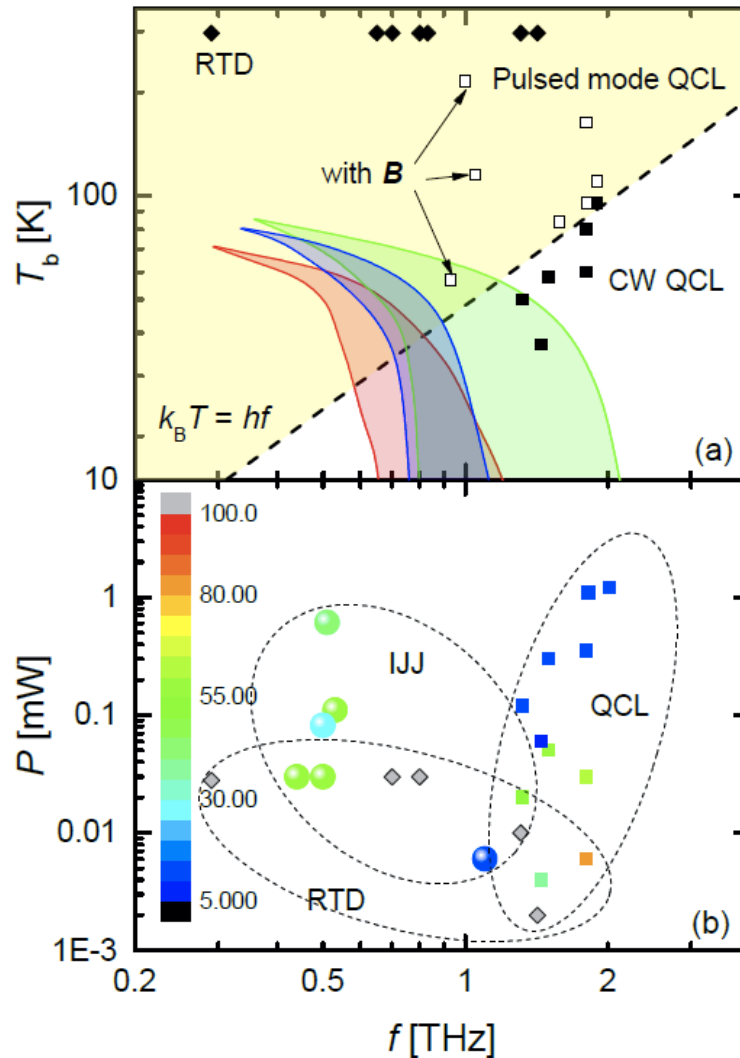 RTD
Pulsed mode QCL
with B
100
T_b [K]
CW QCL
k_BT = hf
(a)
10
100.0
1
80.00
IJJ
QCL
P [mW]
55.00
0.1
30.00
0.01
RTD
5.000
(b)
1E-3
0.2
0.5
1
2
f [THz]